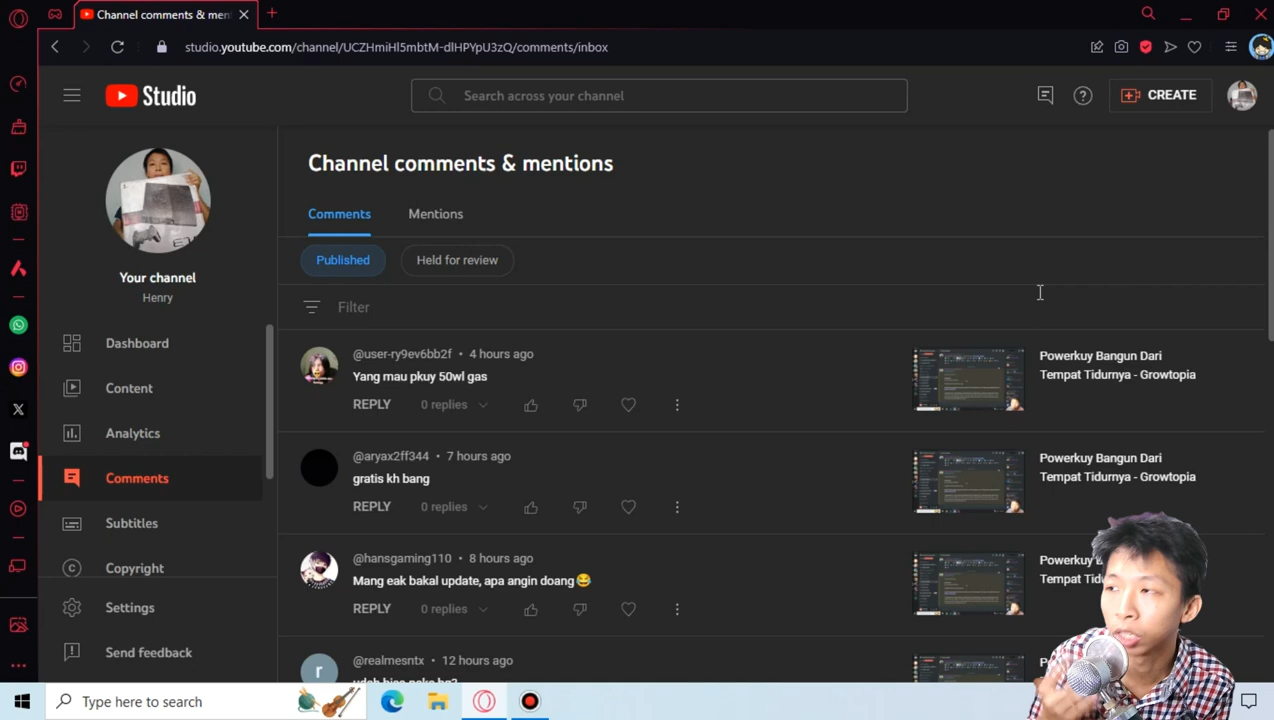 Channel comments & men
studio.youtube.com/channel/UCZHmiHl5mbtM-dlHPYpU3zQ/comments/inbox
Studio
Search across your channel
CREATE
Your channel
Henry
Dashboard
Content
Analytics
Comments
Subtitles
Copyright
Settings
Send feedback
Channel comments & mentions
Comments
Mentions
Published
Held for review
Filter
@user-ry9ev6bb2f • 4 hours ago
Yang mau pkuy 50wl gas
REPLY
0 replies
Powerkuy Bangun Dari
Tempat Tidurnya - Growtopia
@aryax2ff344 • 7 hours ago
gratis kh bang
REPLY
0 replies
Powerkuy Bangun Dari
Tempat Tidurnya - Growtopia
@hansgaming110 • 8 hours ago
Mang eak bakal update, apa angin doang😂
REPLY
0 replies
r
@realmesntx • 12 hours ago
Type here to search